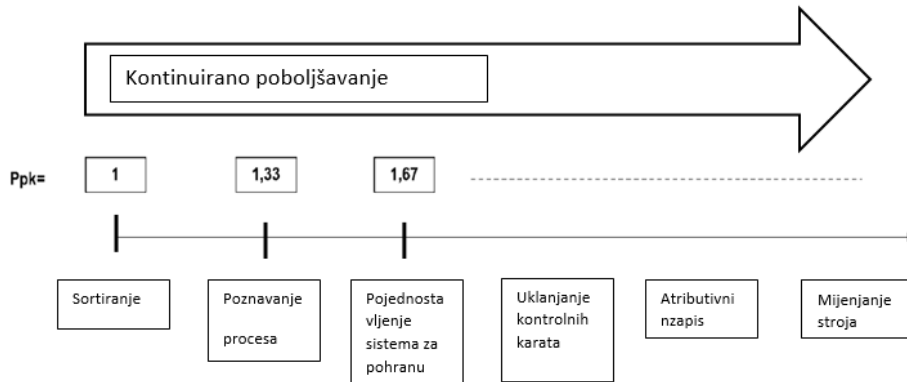 Kontinuirano poboljšavanje
Ppk=
1
1,33
1,67
Sortiranje
Poznavanje
procesa
Pojednosta
vljenje
sistema za
pohranu
Uklanjanje
kontrolnih
karata
Atributivni
nzapis
Mijenjanje
stroja